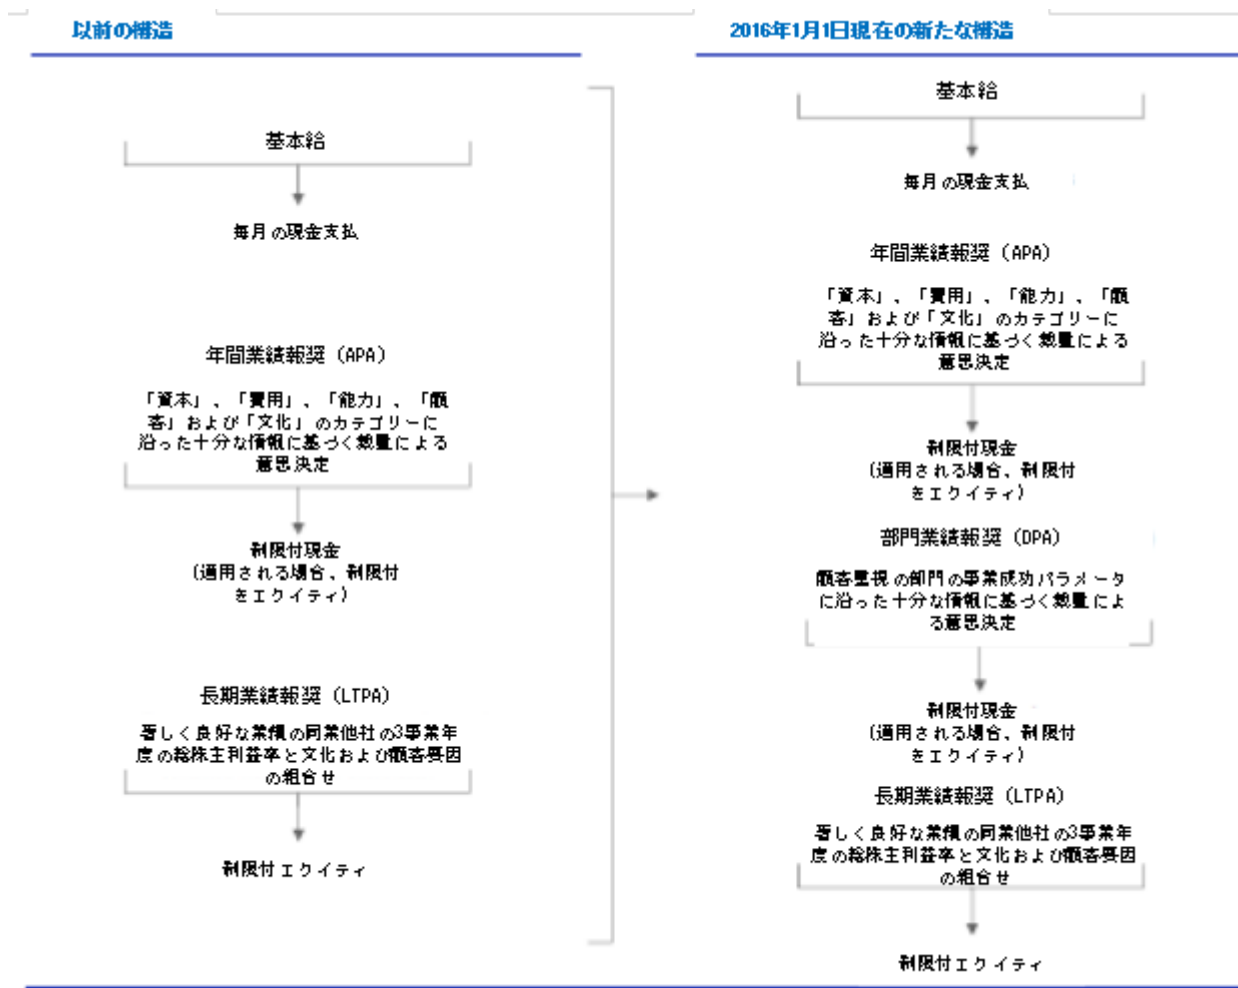 以前の構造
基本給
毎月の現金支払
年間業績報奨 (APA)
「資本」、「費用」、「能力」、「顧
客」および「文化」のカテゴリーに
沿った十分な情報に基づく裁量による
意思決定
制限付現金
(適用される場合、制限付
きエクイティ)
長期業績報奨 (LTPA)
著しく良好な業績の同業他社の3事業年
度の総株主利益率と文化および顧客要因
の組合せ
制限付エクイティ
2016年1月1日現在の新たな構造
基本給
毎月の現金支払
年間業績報奨 (APA)
「資本」、「費用」、「能力」、「顧
客」および「文化」のカテゴリーに
沿った十分な情報に基づく裁量による
意思決定
制限付現金
(適用される場合、制限付
きエクイティ)
部門業績報奨 (DPA)
顧客重視の部門の事業成功パラメータ
に沿った十分な情報に基づく裁量によ
る意思決定
制限付現金
(適用される場合、制限付
きエクイティ)
長期業績報奨 (LTPA)
著しく良好な業績の同業他社の3事業年
度の総株主利益率と文化および顧客要因
の組合せ
制限付エクイティ